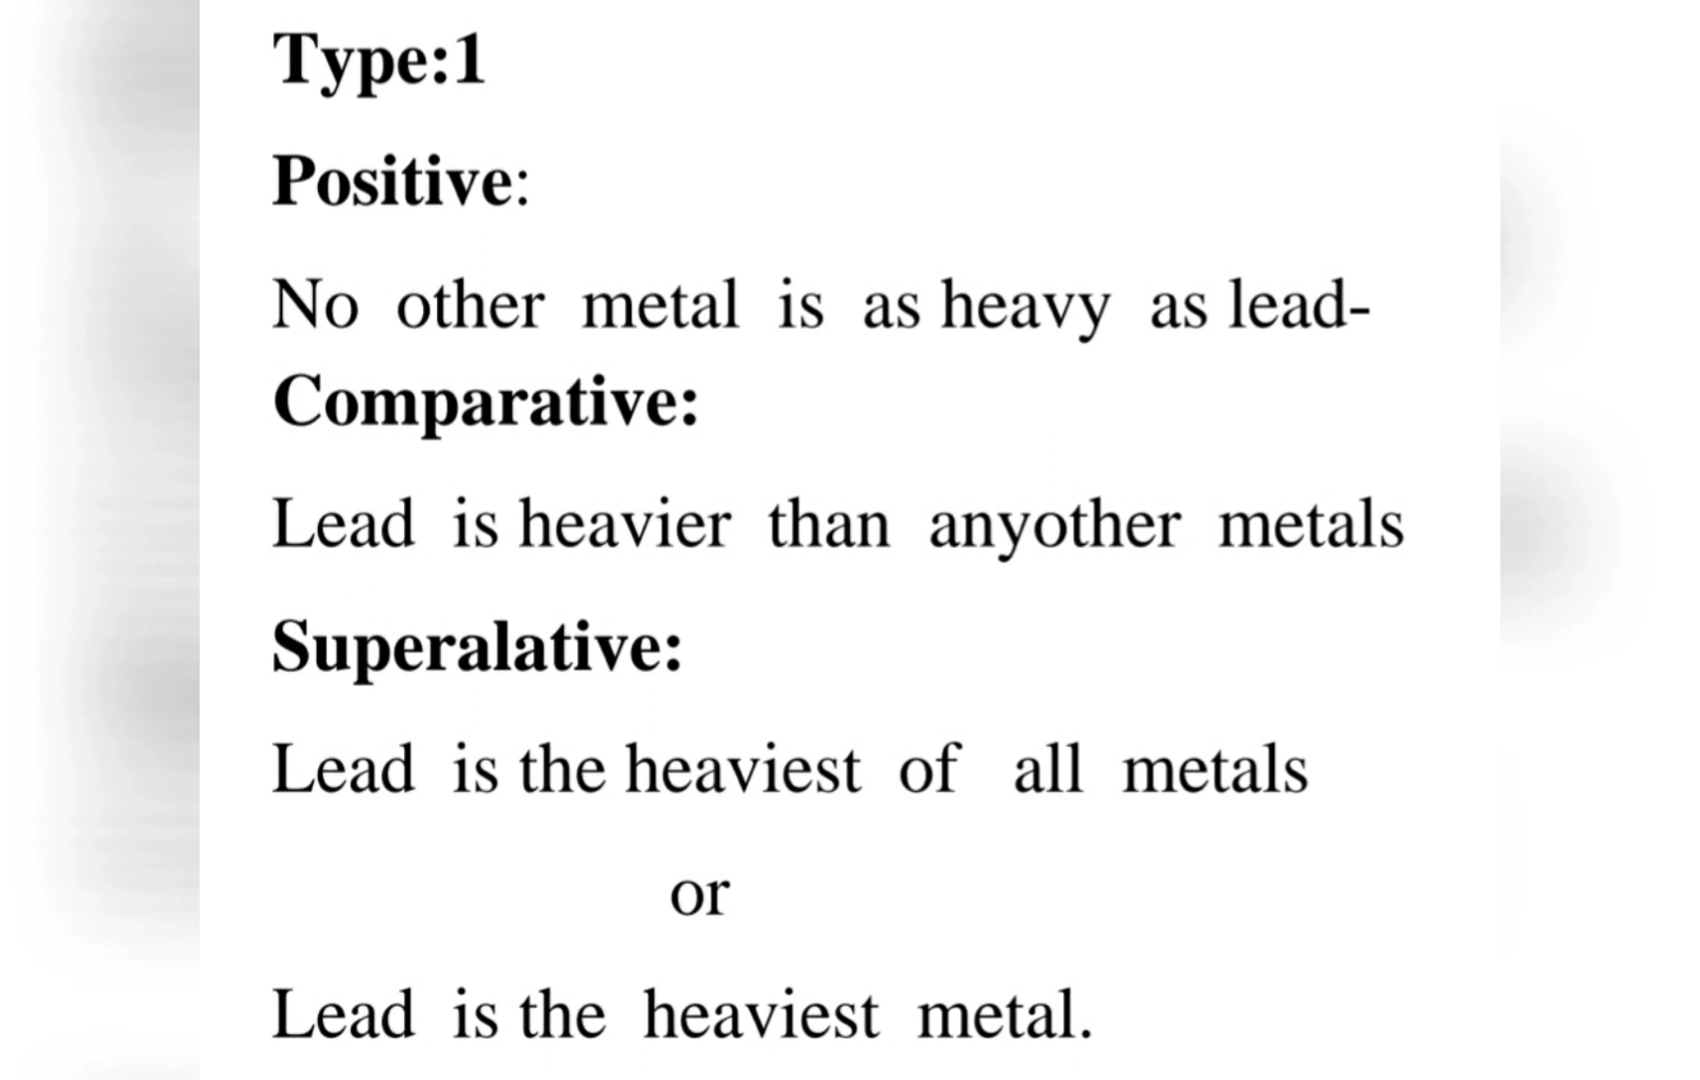 Type:1
Positive:
No other metal is as heavy as lead-
Comparative:
Lead is heavier than anyother metals
Superalative:
Lead is the heaviest of all metals
or
Lead is the heaviest metal.